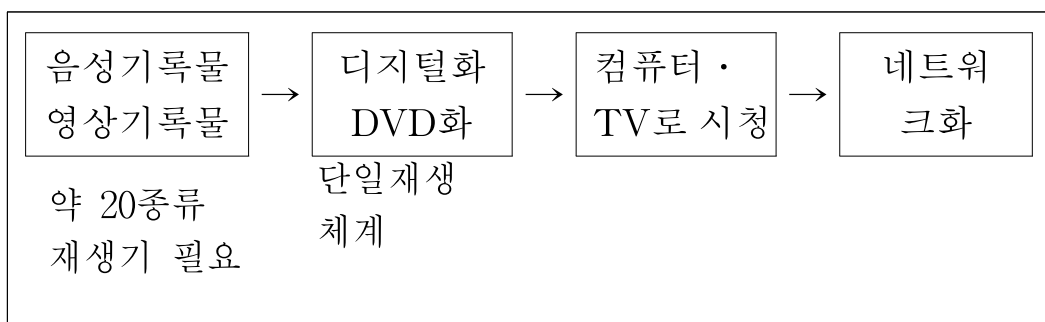 음성기록물
영상기록물
→
디지털화
DVD화
→
컴퓨터·
TV로 시청
→
네트워
크화
약 20종류
재생기 필요
단일재생
체계